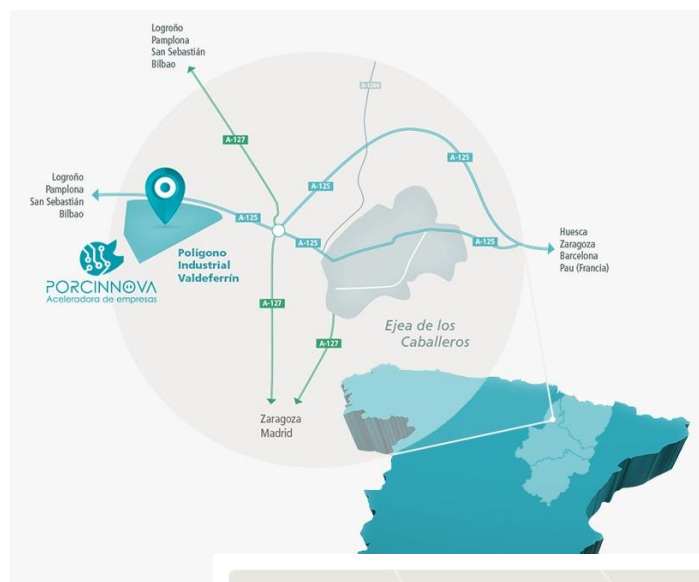 Logroño
Pamplona
San Sebastián
Bilbao
A-1204
A-127
Logroño
Pamplona
San Sebastián
Bilbao
A-125
A-125
A-125
A-125
A-125
Huesca
Zaragoza
Barcelona
Pau (Francia)
Polígono
Industrial
Valdeferrín
PORCINNOVA
Aceleradora de empresas
A-127
Ejea de los
Caballeros
A-127
Zaragoza
Madrid